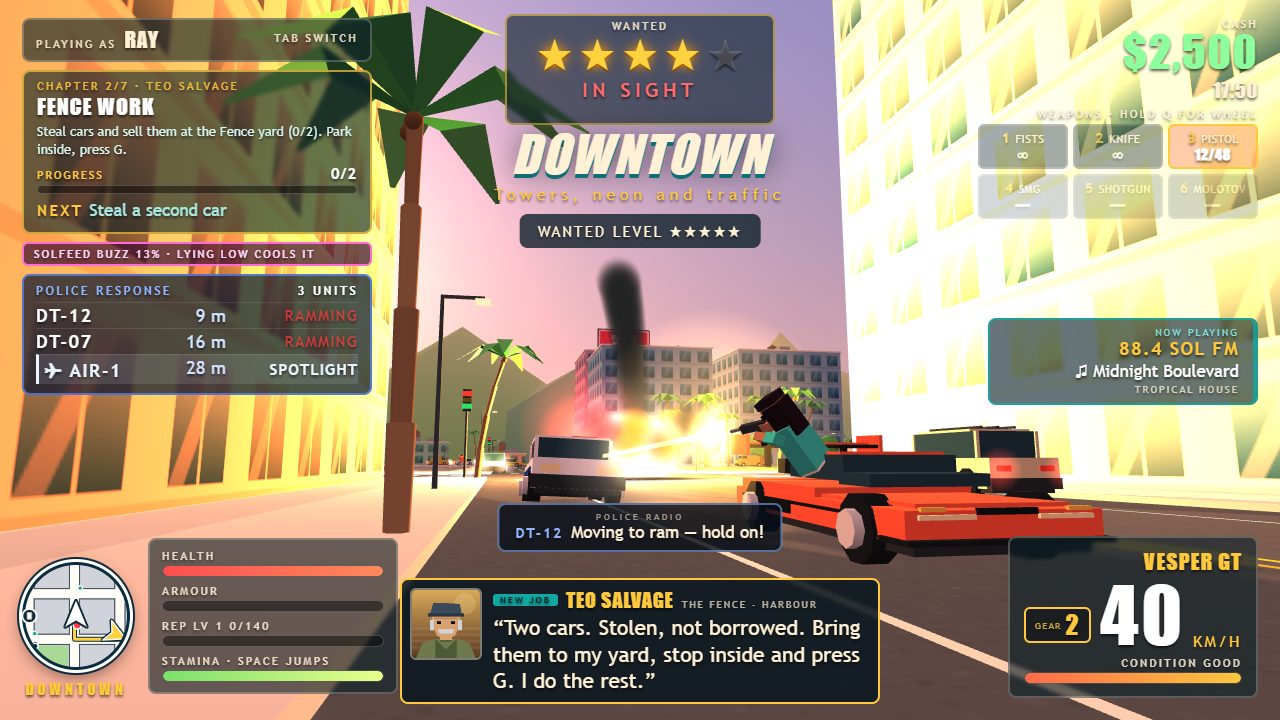 PLAYING AS RAY TAB SWITCH
CHAPTER 2/7 · TEO SALVAGE
FENCE WORK
Steal cars and sell them at the Fence yard (0/2). Park
inside, press G.
PROGRESS 0/2
NEXT Steal a second car
SOLFEED BUZZ 13% · LYING LOW COOLS IT
POLICE RESPONSE 3 UNITS
DT-12 9 m RAMMING
DT-07 16 m RAMMING
AIR-1 28 m SPOTLIGHT
WANTED
IN SIGHT
DOWNTOWN
Towers, neon and traffic
WANTED LEVEL ★★★★★
CASH
$2,500
17:50
WEAPONS · HOLD Q FOR WHEEL
1 FISTS ∞
2 KNIFE ∞
3 PISTOL 12/48
4 SMG —
5 SHOTGUN —
6 MOLOTOV —
NOW PLAYING
88.4 SOL FM
♫ Midnight Boulevard
TROPICAL HOUSE
POLICE RADIO
DT-12 Moving to ram — hold on!
HEALTH
ARMOUR
REP LV 1 0/140
STAMINA · SPACE JUMPS
DOWNTOWN
NEW JOB TEO SALVAGE THE FENCE · HARBOUR
“Two cars. Stolen, not borrowed. Bring
them to my yard, stop inside and press
G. I do the rest.”
VESPER GT
GEAR 2 40 KM/H
CONDITION GOOD